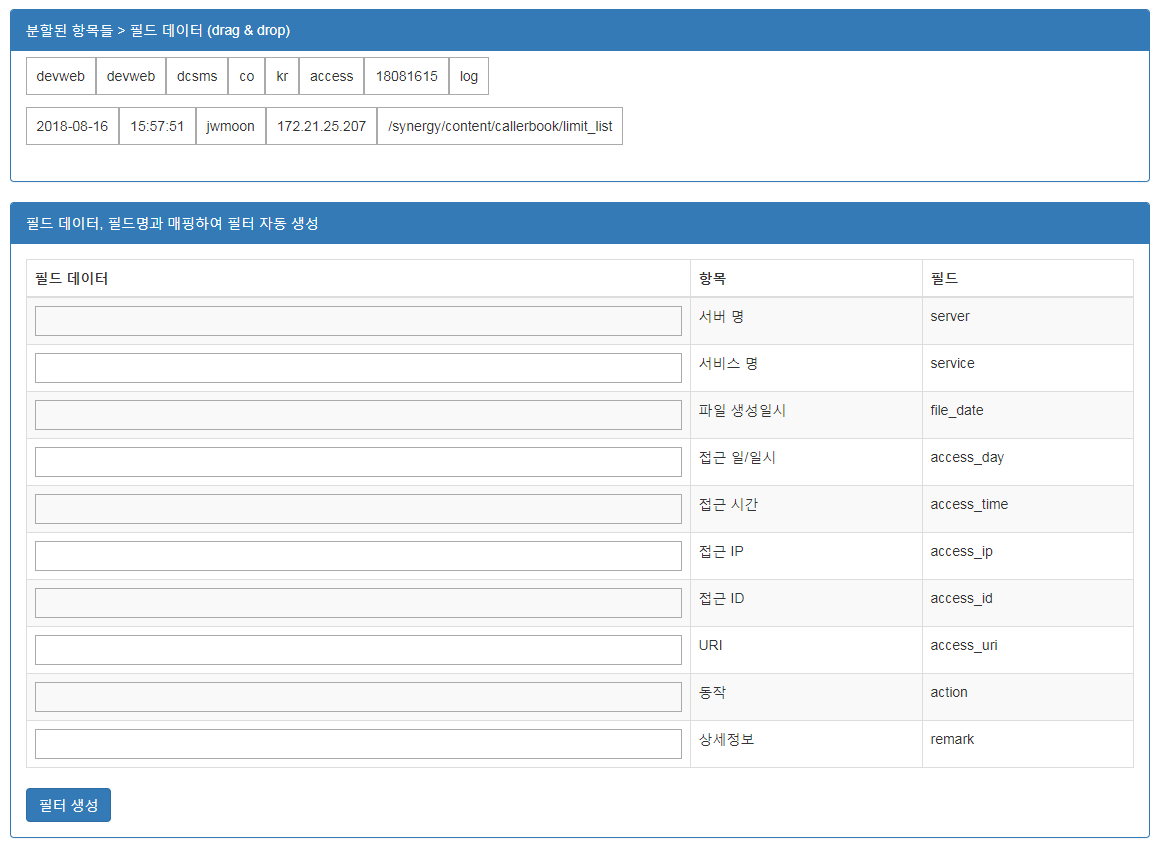 분할된 항목들 > 필드 데이터 (drag & drop)
devweb devweb dcsms co kr access 18081615 log
2018-08-16 15:57:51 jwmoon 172.21.25.207 /synergy/content/callerbook/limit_list
필드 데이터, 필드명과 매핑하여 필터 자동 생성
필드 데이터 항목 필드
서버 명 server
서비스 명 service
파일 생성일시 file_date
접근 일/일시 access_day
접근 시간 access_time
접근 IP access_ip
접근 ID access_id
URI access_uri
동작 action
상세정보 remark
필터 생성